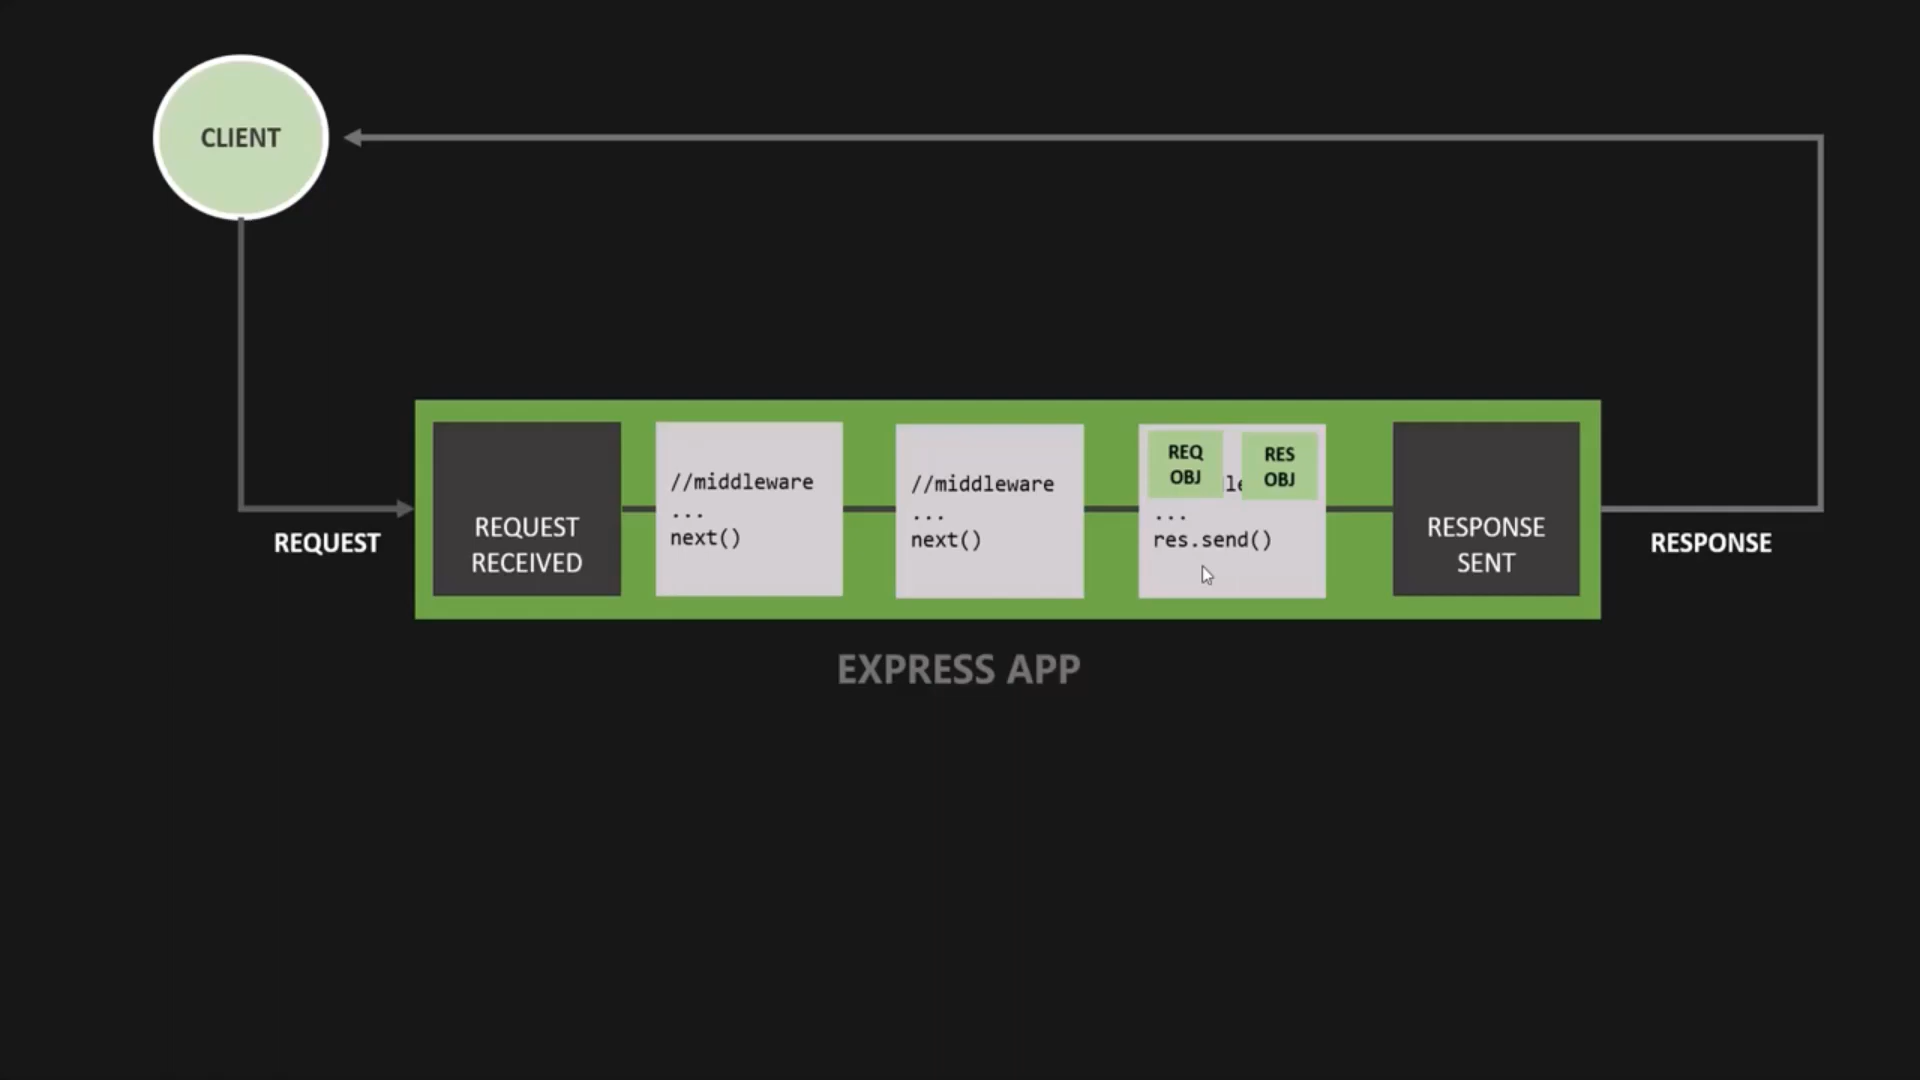 CLIENT
REQUEST
REQUEST
RECEIVED
//middleware
...
next()
//middleware
...
next()
REQ
OBJ
RES
OBJ
...
res.send()
RESPONSE
SENT
RESPONSE
EXPRESS APP